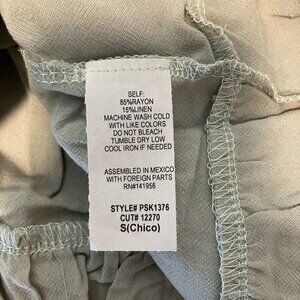 SELF:
85%RAYON
15%LINEN
MACHINE WASH COLD
WITH LIKE COLORS
DO NOT BLEACH
TUMBLE DRY LOW
COOL IRON IF NEEDED
ASSEMBLED IN MEXICO
WITH FOREIGN PARTS
RN#141956
STYLE# PSK1376
CUT# 12270
S(Chico)